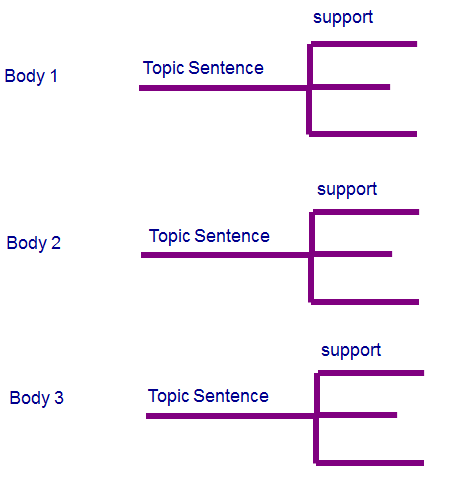 support
Topic Sentence
Body 1
support
Topic Sentence
Body 2
support
Topic Sentence
Body 3